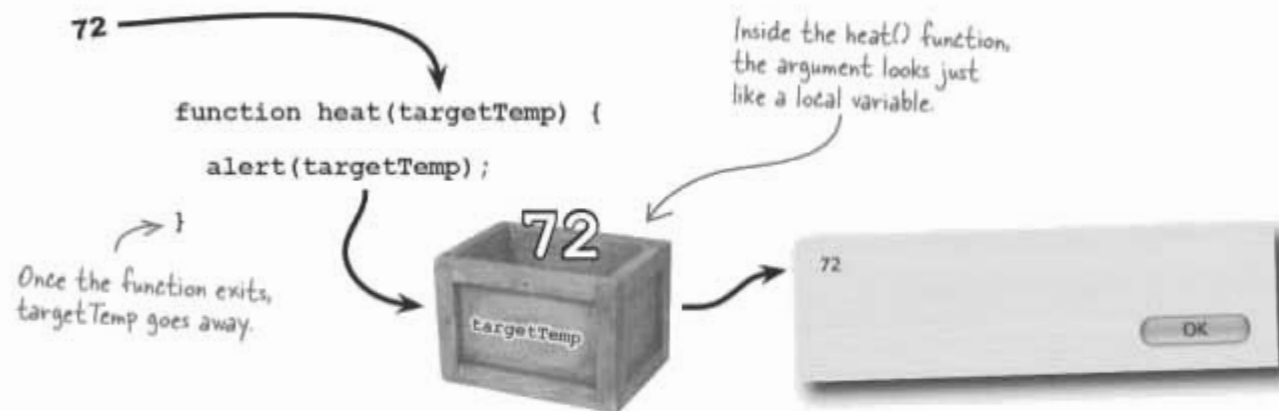 72
Inside the heat() function,
the argument looks just
like a local variable.
function heat(targetTemp) {
alert(targetTemp);
}
Once the function exits,
targetTemp goes away.
72
targetTemp
72
OK